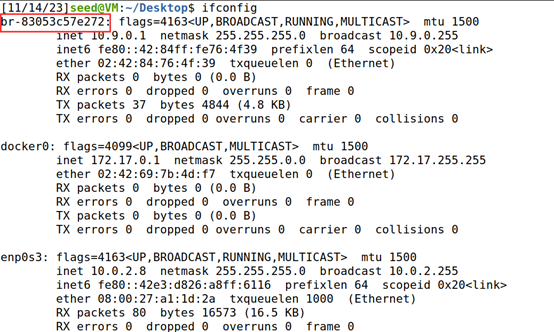 [11/14/23]seed@VM:~/Desktop$ ifconfig
br-83053c57e272: flags=4163<UP,BROADCAST,RUNNING,MULTICAST>  mtu 1500
        inet 10.9.0.1  netmask 255.255.255.0  broadcast 10.9.0.255
        inet6 fe80::42:84ff:fe76:4f39  prefixlen 64  scopeid 0x20<link>
        ether 02:42:84:76:4f:39  txqueuelen 0  (Ethernet)
        RX packets 0  bytes 0 (0.0 B)
        RX errors 0  dropped 0  overruns 0  frame 0
        TX packets 37  bytes 4844 (4.8 KB)
        TX errors 0  dropped 0 overruns 0  carrier 0  collisions 0

docker0: flags=4099<UP,BROADCAST,MULTICAST>  mtu 1500
        inet 172.17.0.1  netmask 255.255.0.0  broadcast 172.17.255.255
        ether 02:42:69:7b:4d:f7  txqueuelen 0  (Ethernet)
        RX packets 0  bytes 0 (0.0 B)
        RX errors 0  dropped 0  overruns 0  frame 0
        TX packets 0  bytes 0 (0.0 B)
        TX errors 0  dropped 0 overruns 0  carrier 0  collisions 0

enp0s3: flags=4163<UP,BROADCAST,RUNNING,MULTICAST>  mtu 1500
        inet 10.0.2.8  netmask 255.255.255.0  broadcast 10.0.2.255
        inet6 fe80::42e3:d826:a8ff:6116  prefixlen 64  scopeid 0x20<link>
        ether 08:00:27:a1:1d:2a  txqueuelen 1000  (Ethernet)
        RX packets 80  bytes 16573 (16.5 KB)
        RX errors 0  dropped 0  overruns 0  frame 0